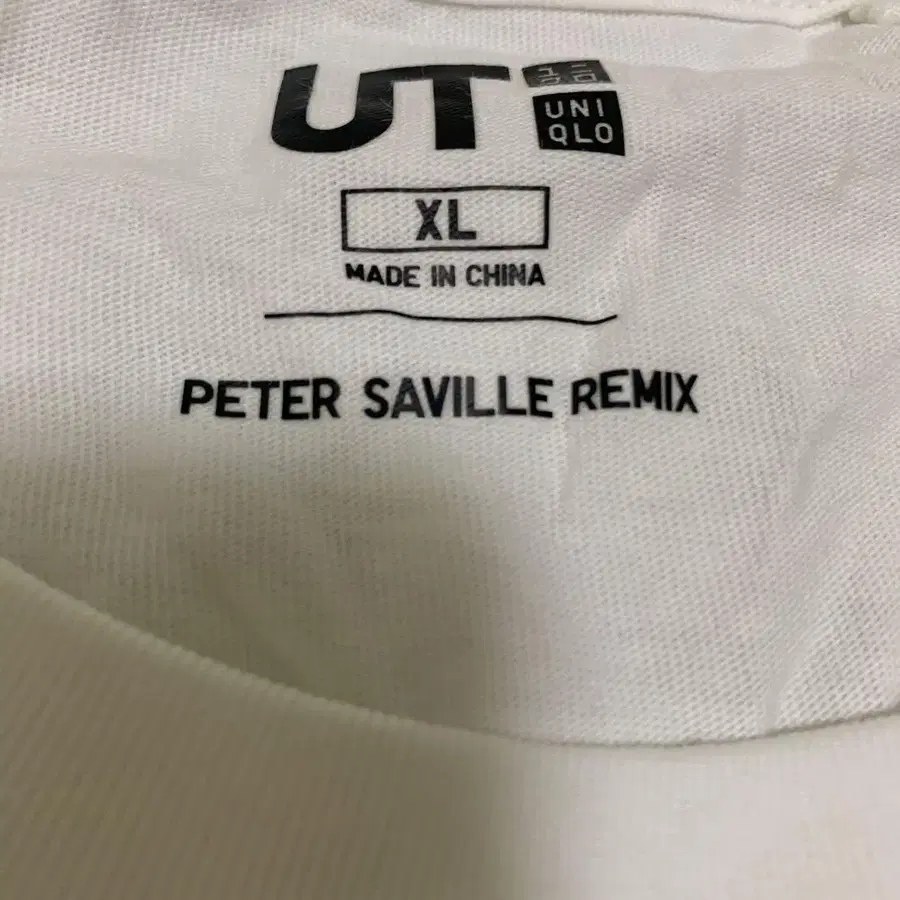 UT
ユニ
クロ
UNI
QLO
XL
MADE IN CHINA
PETER SAVILLE REMIX